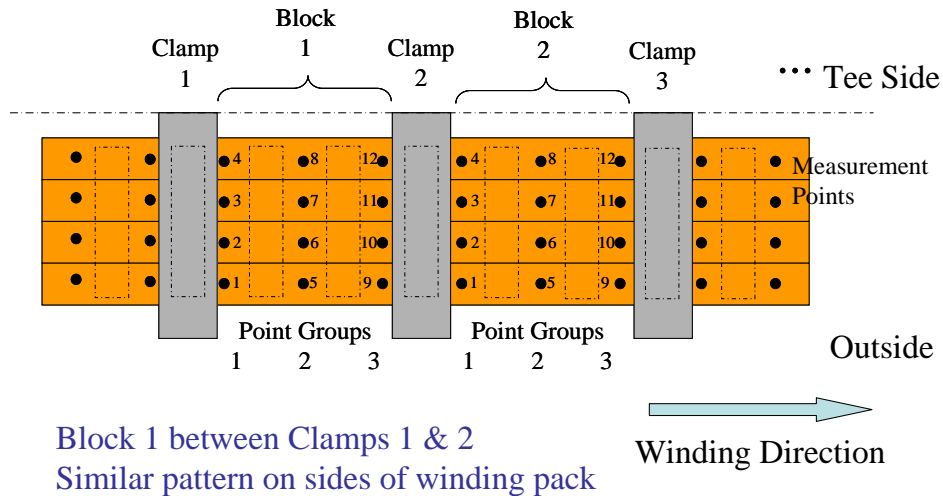 Block
1
Block
2
Clamp
1
Clamp
2
Clamp
3
... Tee Side
4 8 12 4 8 12
Measurement
Points
3 7 11 3 7 11
2 6 10 2 6 10
1 5 9 1 5 9
Point Groups
1 2 3
Point Groups
1 2 3
Outside
Winding Direction
Block 1 between Clamps 1 & 2
Similar pattern on sides of winding pack